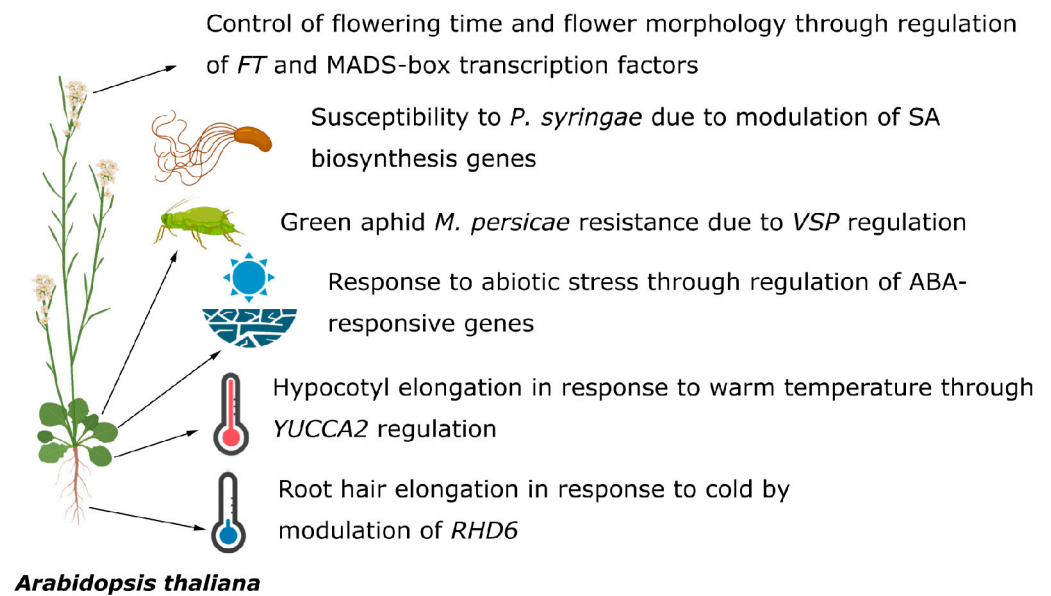 Control of flowering time and flower morphology through regulation
of FT and MADS-box transcription factors
Susceptibility to P. syringae due to modulation of SA
biosynthesis genes
Green aphid M. persicae resistance due to VSP regulation
Response to abiotic stress through regulation of ABA-
responsive genes
Hypocotyl elongation in response to warm temperature through
YUCCA2 regulation
Root hair elongation in response to cold by
modulation of RHD6
Arabidopsis thaliana